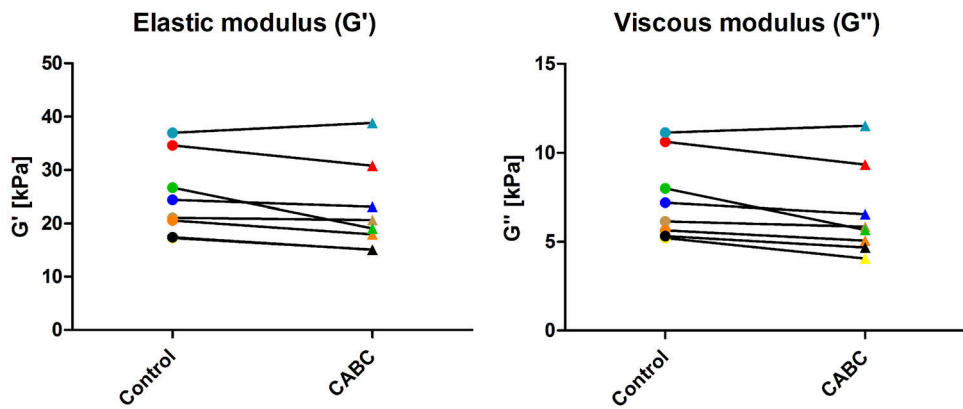 Elastic modulus (G')
50
40
30
20
10
0
G' [kPa]
Control
CABC
Viscous modulus (G")
15
10
5
0
G" [kPa]
Control
CABC